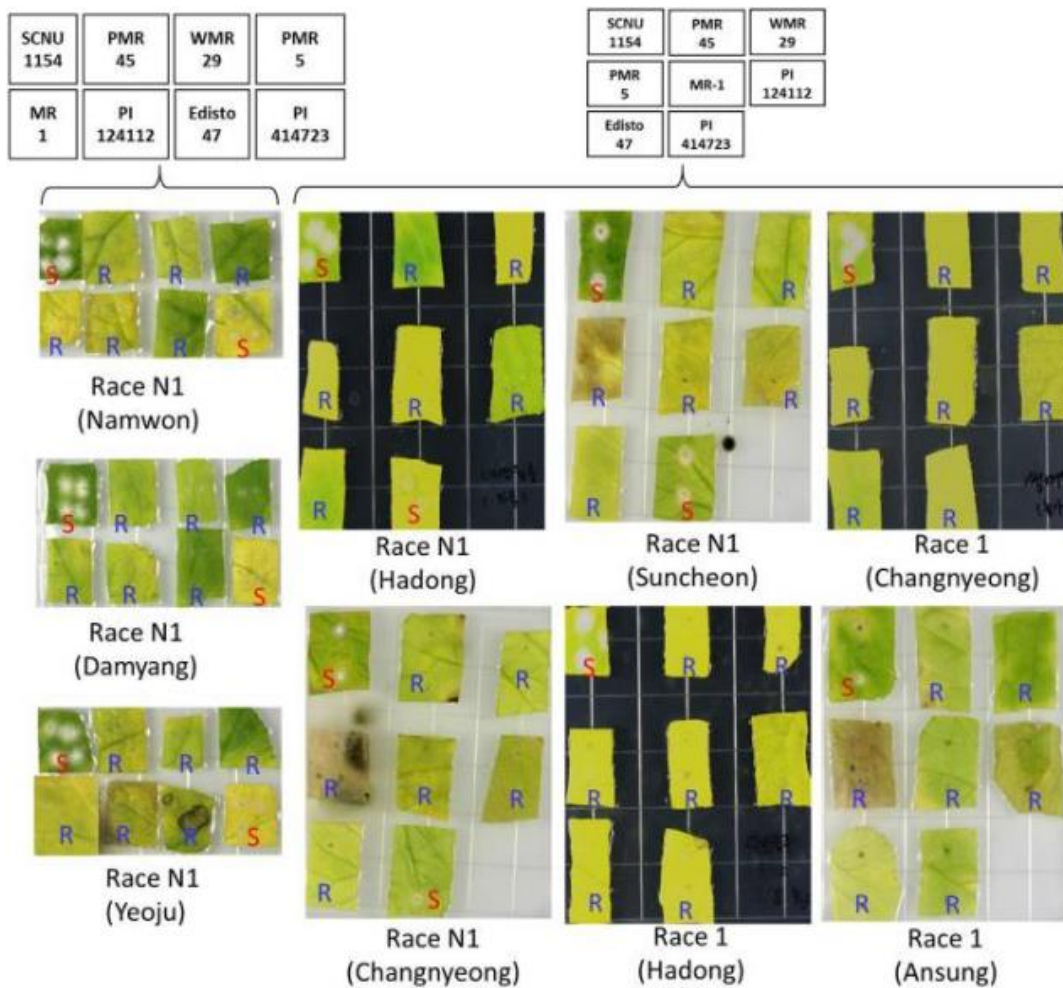 SCNU 1154
PMR 45
WMR 29
PMR 5
MR 1
PI 124112
Edisto 47
PI 414723
SCNU 1154
PMR 45
WMR 29
PMR 5
MR-1
PI 124112
Edisto 47
PI 414723
S R R R
R R R S
Race N1
(Namwon)
S R R R
R R R S
Race N1
(Damyang)
S R R R
R R R S
Race N1
(Yeoju)
S R R
R R R
R S
Race N1
(Hadong)
S R R
R R R
R S
Race N1
(Suncheon)
S R R
R R R
R R
Race 1
(Changnyeong)
S R R
R R R
R S
Race N1
(Changnyeong)
S R R
R R R
R R
Race 1
(Hadong)
S R R
R R R
R R
Race 1
(Ansung)